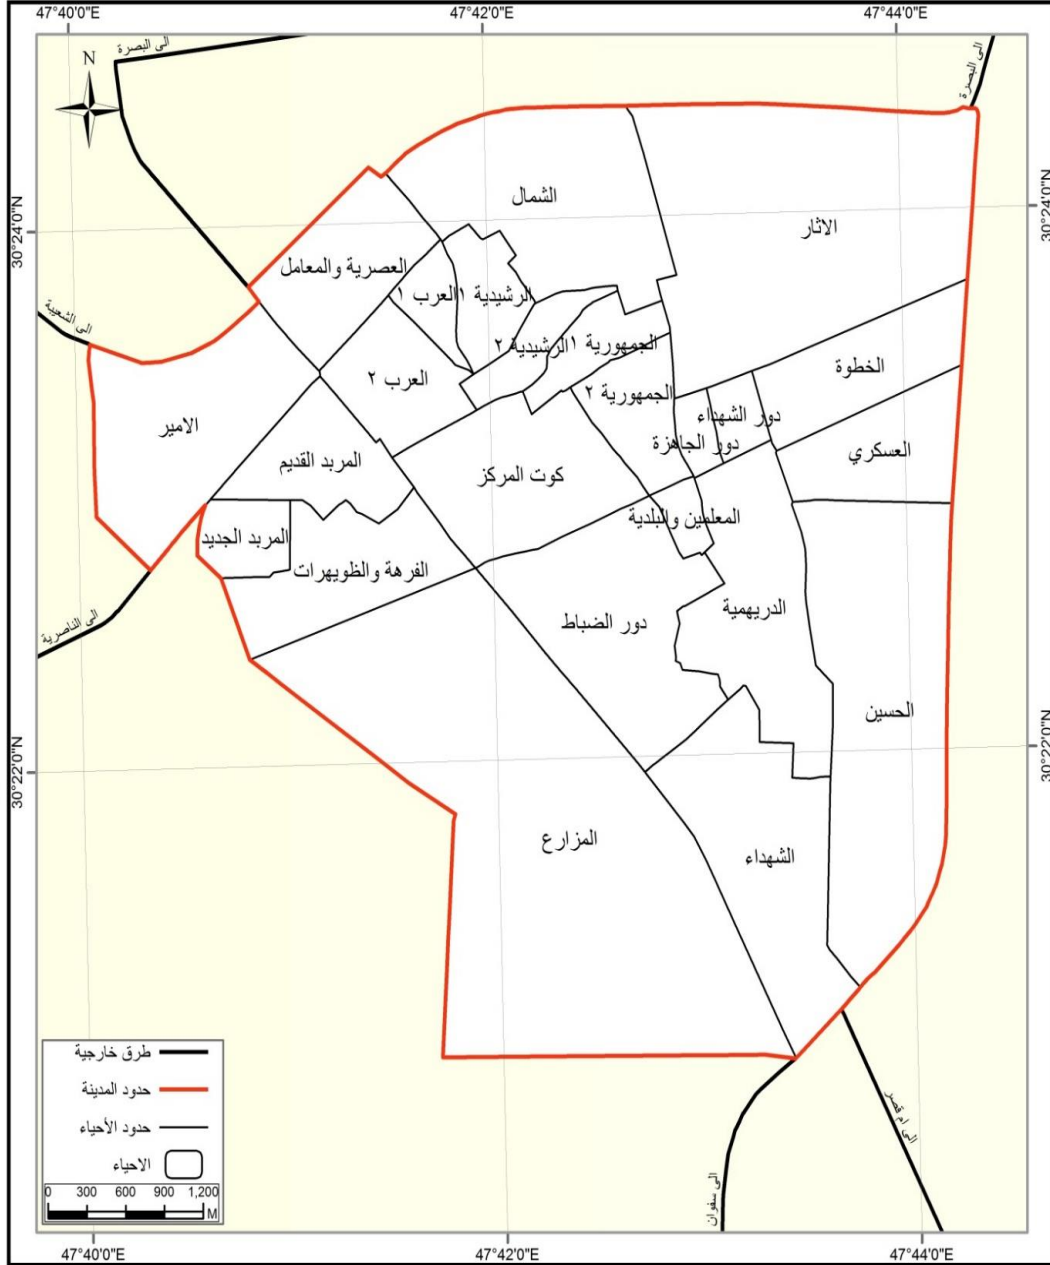 47°40'0"E
47°42'0"E
47°44'0"E
الى البصرة
الى البصرة
N
30°24'0"N
30°24'0"N
الشمال
الاثار
العصرية والمعامل
الرشيدية ١
العرب ١
الى الشعيبة
الجمهورية ١
الرشيدية ٢
الخطوة
العرب ٢
الجمهورية ٢
دور الشهداء
الامير
دور الجاهزة
العسكري
المربد القديم
كوت المركز
المعلمين والبلدية
المربد الجديد
الفرهة والظويهرات
الدريهمية
دور الضباط
الى الناصرية
الحسين
30°22'0"N
30°22'0"N
المزارع
الشهداء
طرق خارجية
حدود المدينة
حدود الأحياء
الاحياء
0 300 600 900 1,200
M
الى ام قصر
الى سفوان
47°40'0"E
47°42'0"E
47°44'0"E